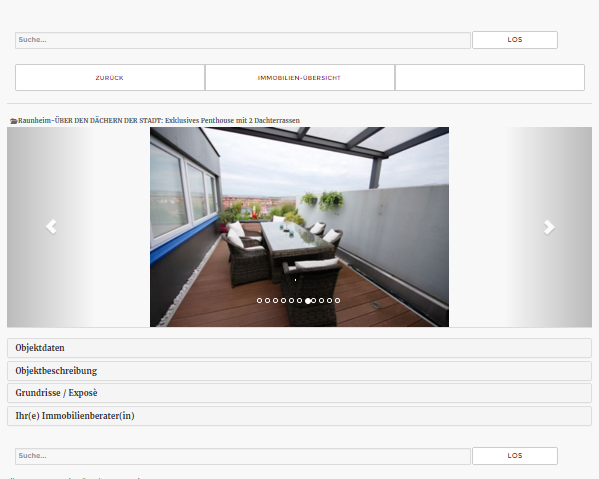 Suche...
LOS
ZURÜCK
IMMOBILIEN-ÜBERSICHT
Raunheim-ÜBER DEN DÄCHERN DER STADT: Exklusives Penthouse mit 2 Dachterrassen
Objektdaten
Objektbeschreibung
Grundrisse / Exposè
Ihr(e) Immobilienberater(in)
Suche...
LOS